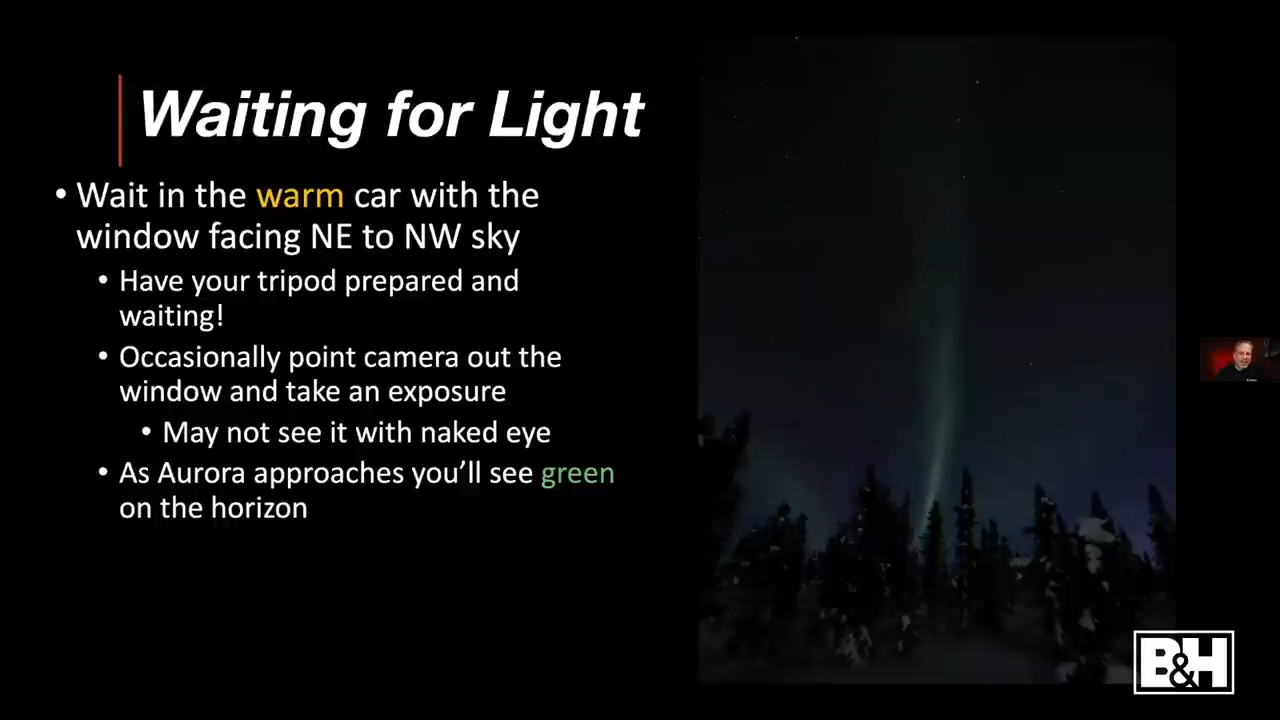 Waiting for Light
• Wait in the warm car with the
window facing NE to NW sky
• Have your tripod prepared and
waiting!
• Occasionally point camera out the
window and take an exposure
• May not see it with naked eye
• As Aurora approaches you’ll see green
on the horizon
B&H